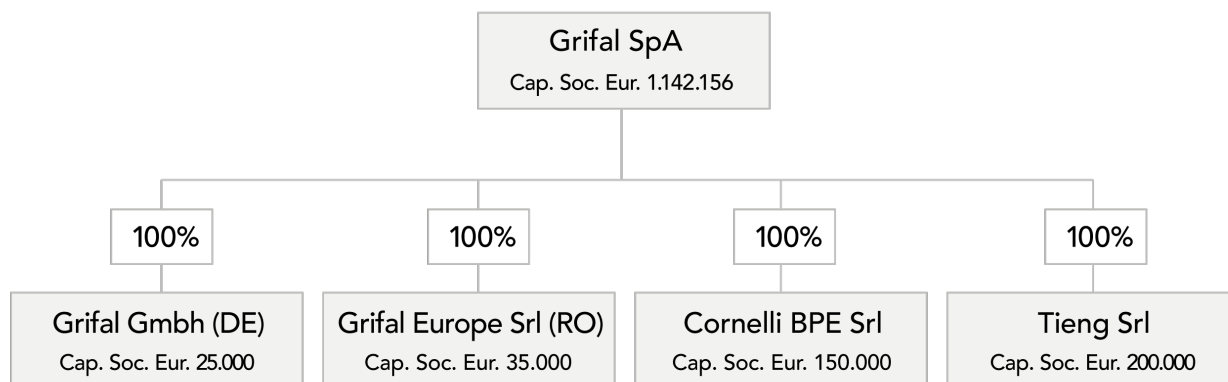 Grifal SpA
Cap. Soc. Eur. 1.142.156
100% 100% 100% 100%
Grifal Gmbh (DE) Grifal Europe Srl (RO) Cornelli BPE Srl Tieng Srl
Cap. Soc. Eur. 25.000 Cap. Soc. Eur. 35.000 Cap. Soc. Eur. 150.000 Cap. Soc. Eur. 200.000